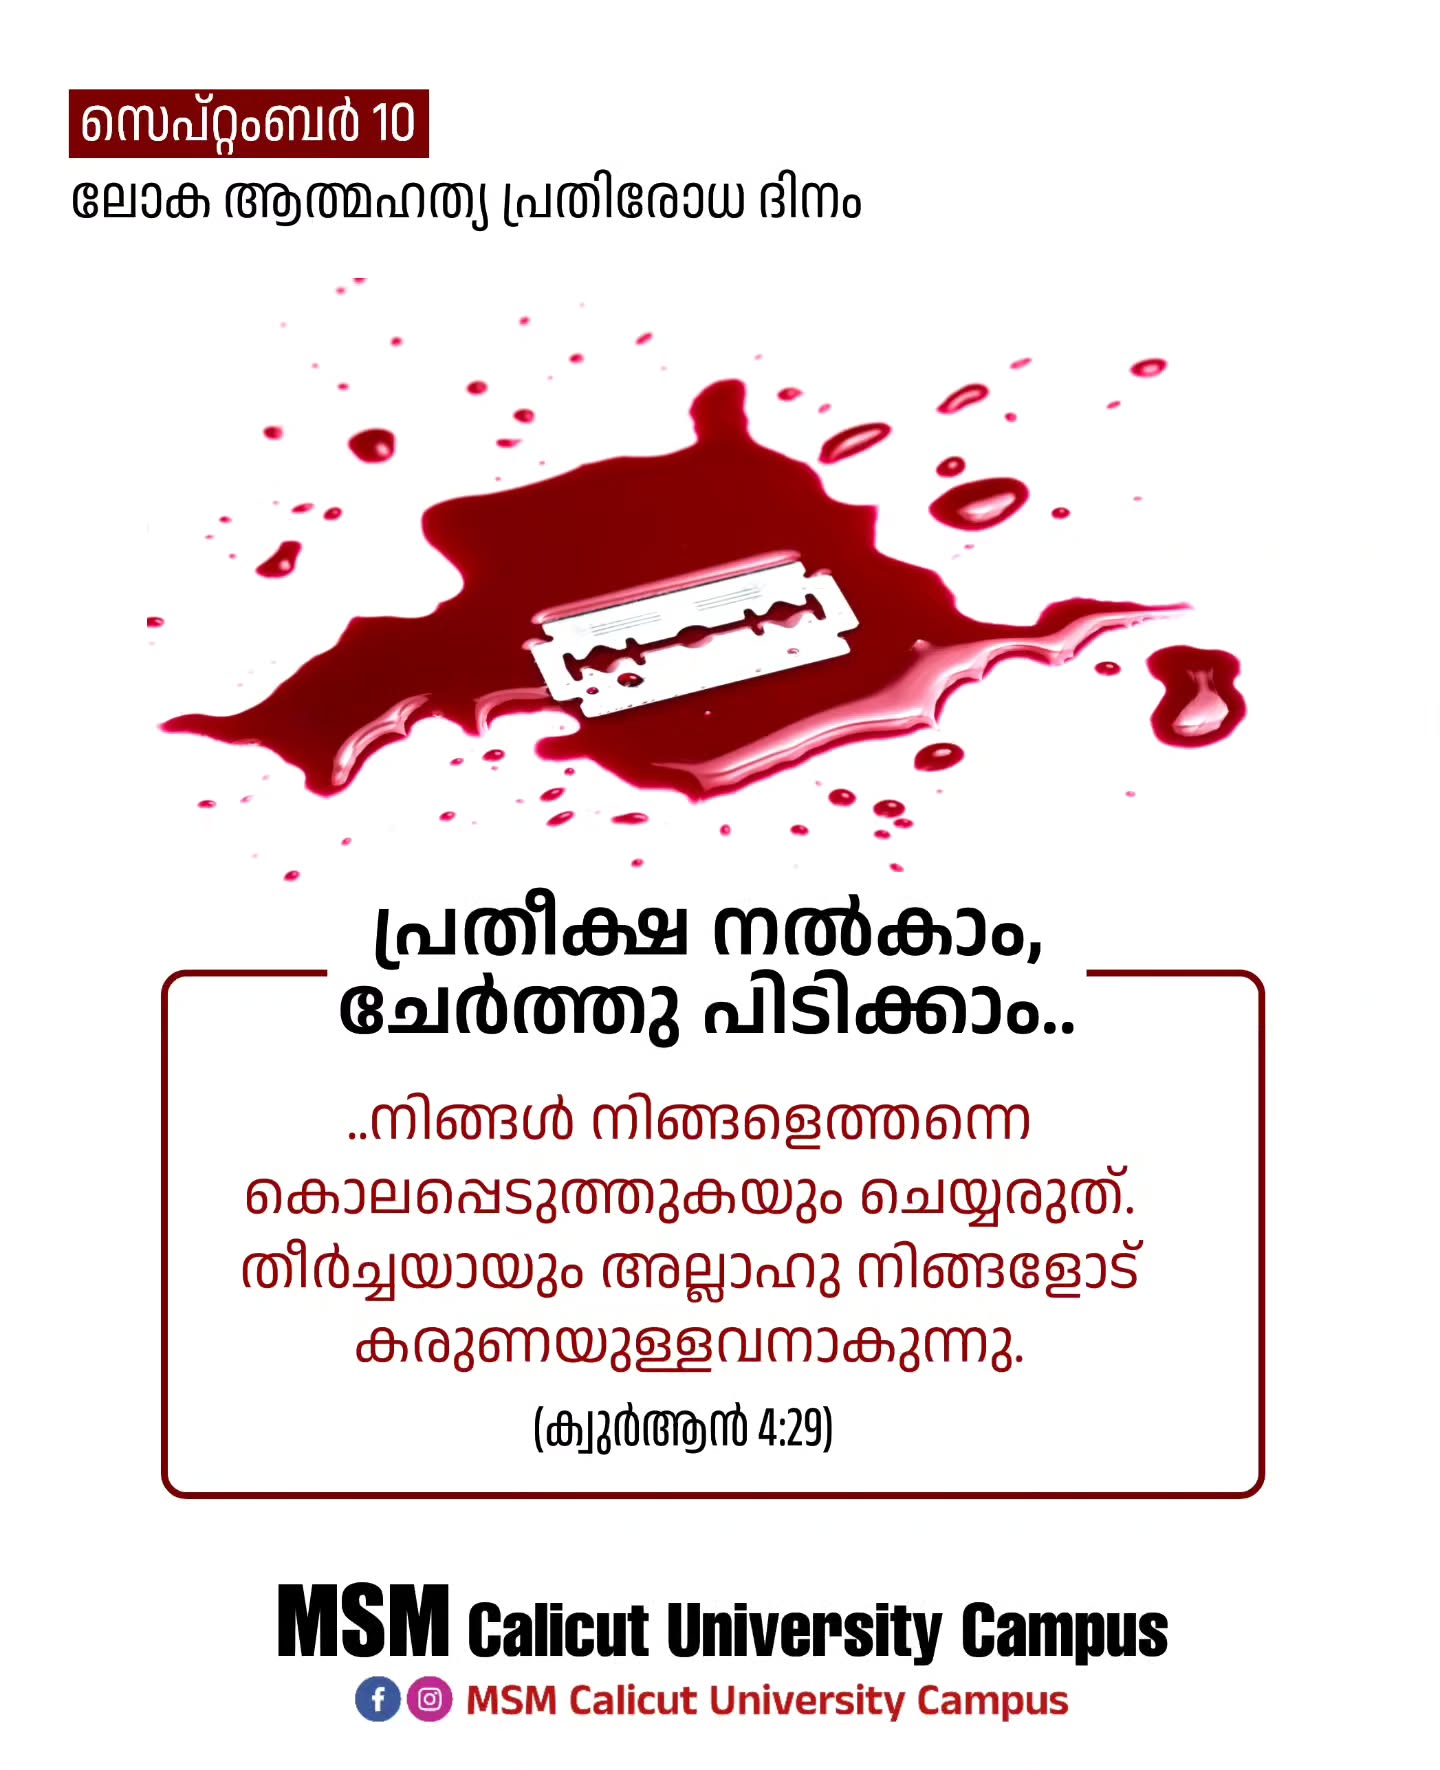 സെപ്റ്റംബർ 10
ലോക ആത്മഹത്യ പ്രതിരോധ ദിനം
പ്രതീക്ഷ നൽകാം,
ചേർത്തു പിടിക്കാം..
..നിങ്ങൾ നിങ്ങളെത്തന്നെ
കൊലപ്പെടുത്തുകയും ചെയ്യരുത്.
തീർച്ചയായും അല്ലാഹു നിങ്ങളോട്
കരുണയുള്ളവനാകുന്നു.
(ക്വുർആൻ 4:29)
MSM Calicut University Campus
MSM Calicut University Campus